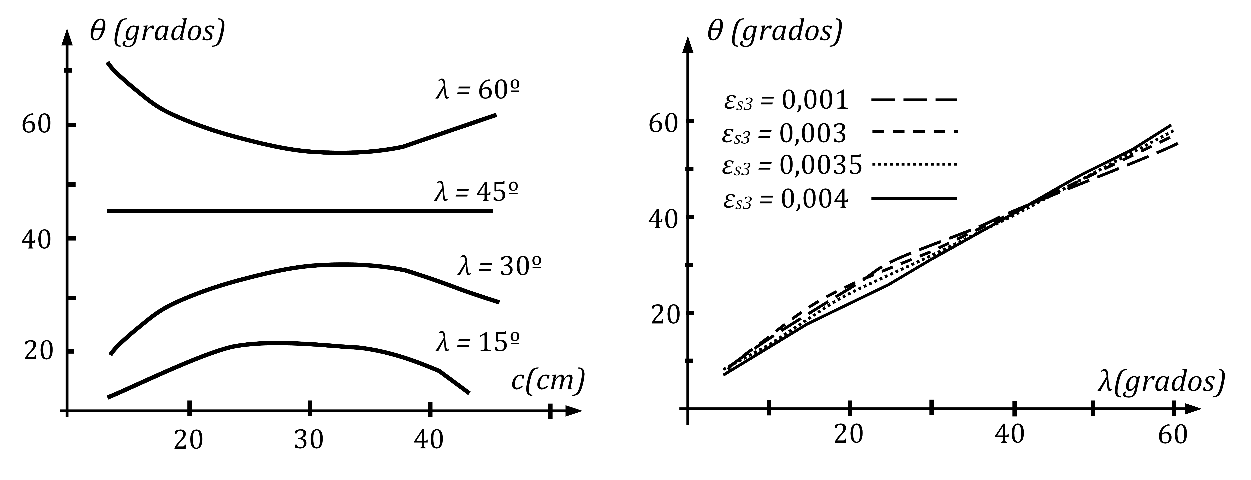 θ (grados)
λ = 60º
60
λ = 45º
40
λ = 30º
λ = 15º
20
c(cm)
20 30 40
θ (grados)
εs3 = 0,001
60
εs3 = 0,003
εs3 = 0,0035
εs3 = 0,004
40
20
λ(grados)
20 40 60